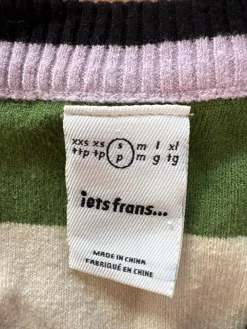 xxs xs s m l xl
ttp tp p m g tg
iets frans...
MADE IN CHINA
FABRIQUÉ EN CHINE